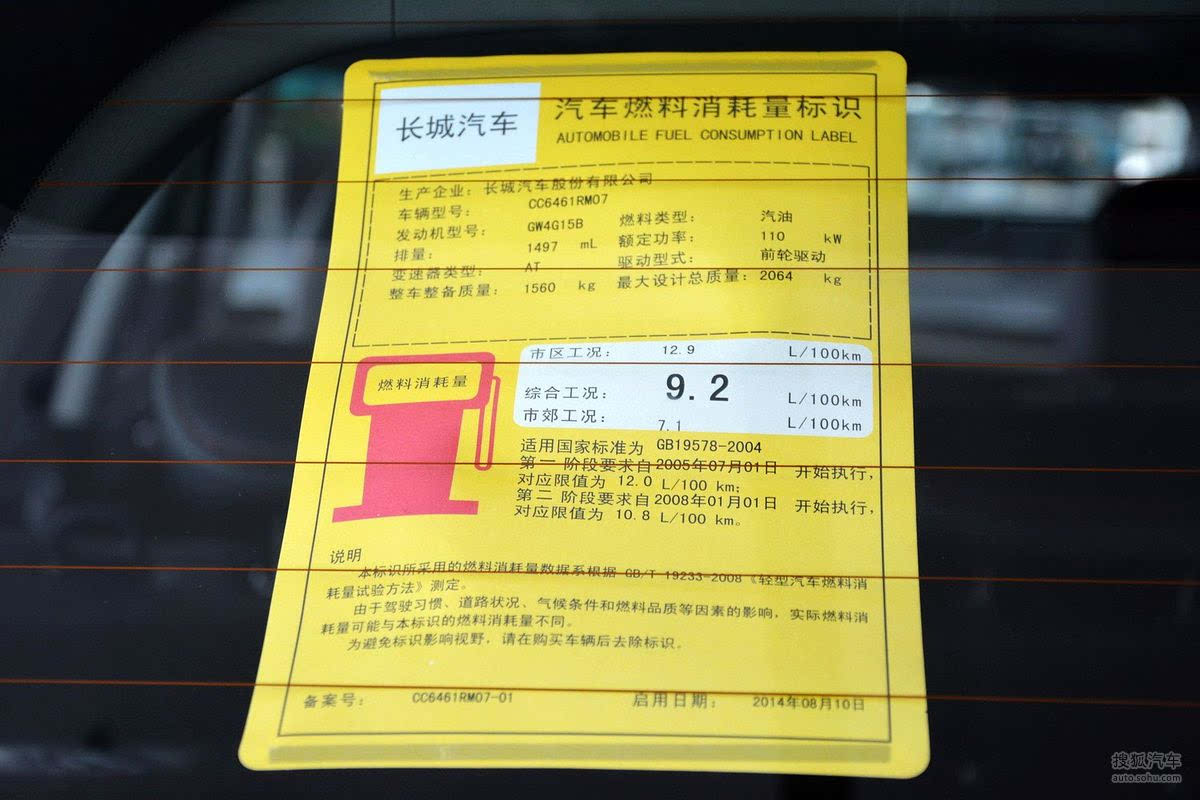 长城汽车
汽车燃料消耗量标识
AUTOMOBILE FUEL CONSUMPTION LABEL
生产企业: 长城汽车股份有限公司
车辆型号: CC6461RM07
发动机型号: GW4G15B 燃料类型: 汽油
排量: 1497 mL 额定功率: 110 kW
变速器类型: AT 驱动型式: 前轮驱动
整车整备质量: 1560 kg 最大设计总质量: 2064 kg
燃料消耗量
市区工况: 12.9 L/100km
综合工况: 9.2 L/100km
市郊工况: 7.1 L/100km
适用国家标准为 GB19578-2004
第一 阶段要求自 2005年07月01日 开始执行,
对应限值为 12.0 L/100 km;
第二 阶段要求自 2008年01月01日 开始执行,
对应限值为 10.8 L/100 km。
说明
本标识所采用的燃料消耗量数据系根据 GB/T 19233-2008《轻型汽车燃料消
耗量试验方法》测定。
由于驾驶习惯、道路状况、气候条件和燃料品质等因素的影响,实际燃料消
耗量可能与本标识的燃料消耗量不同。
为避免标识影响视野,请在购买车辆后去除标识。
备案号: CC6461RM07-01 启用日期: 2014年08月10日
搜狐汽车
auto.sohu.com